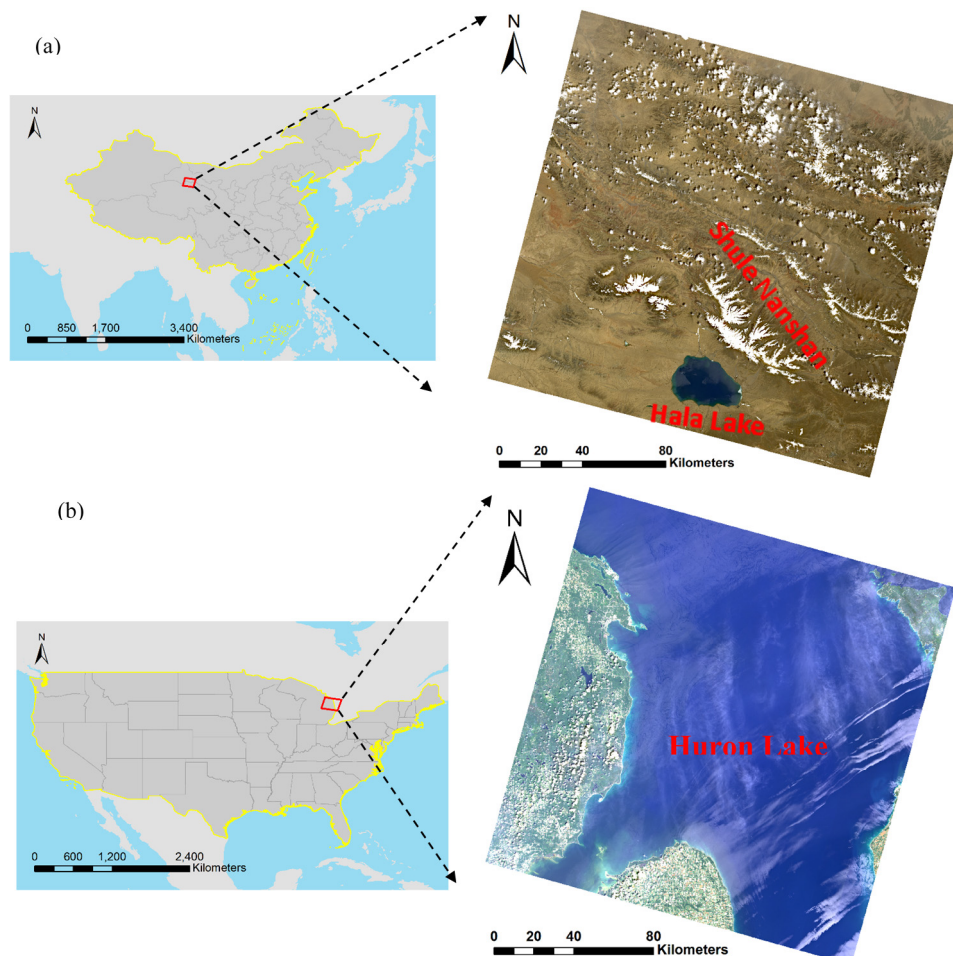 (a)
N
0 850 1,700 3,400
Kilometers
N
Shule Nanshan
Hala Lake
0 20 40 80
Kilometers
(b)
N
0 600 1,200 2,400
Kilometers
N
Huron Lake
0 20 40 80
Kilometers